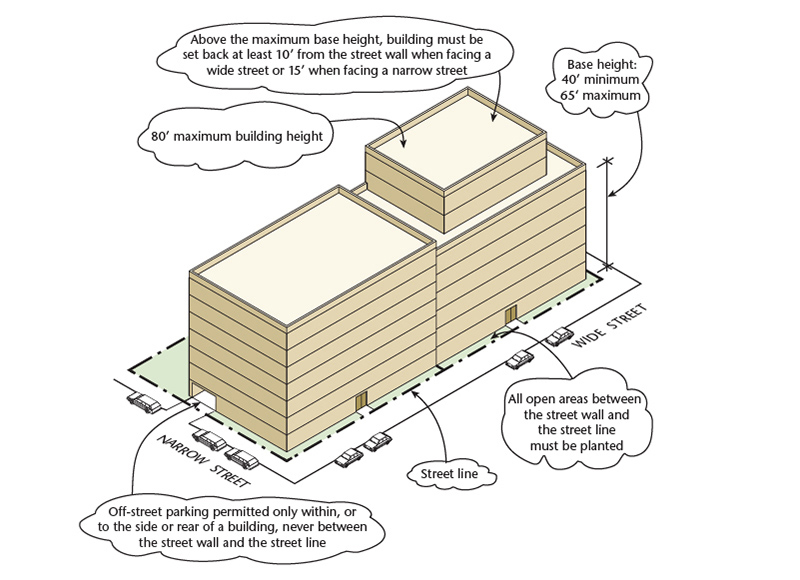 Above the maximum base height, building must be
set back at least 10’ from the street wall when facing a
wide street or 15’ when facing a narrow street
Base height:
40’ minimum
65’ maximum
80’ maximum building height
WIDE STREET
All open areas between
the street wall and
the street line
must be planted
NARROW STREET
Street line
Off-street parking permitted only within, or
to the side or rear of a building, never between
the street wall and the street line